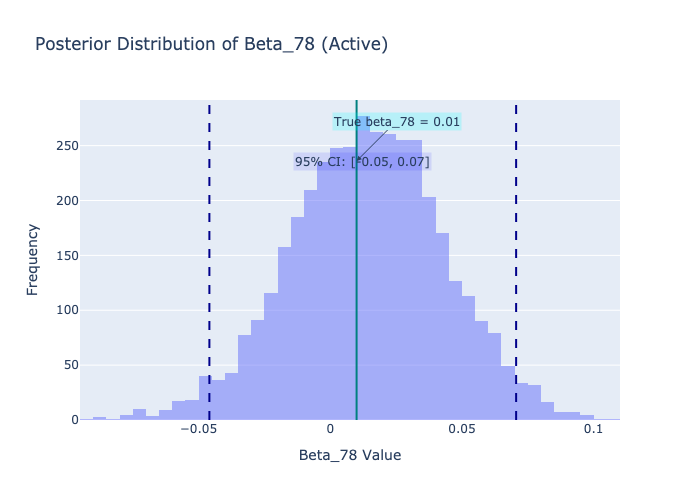 Posterior Distribution of Beta_78 (Active)
True beta_78 = 0.01
95% CI: [-0.05, 0.07]
250
200
150
100
50
0
Frequency
−0.05
0
0.05
0.1
Beta_78 Value